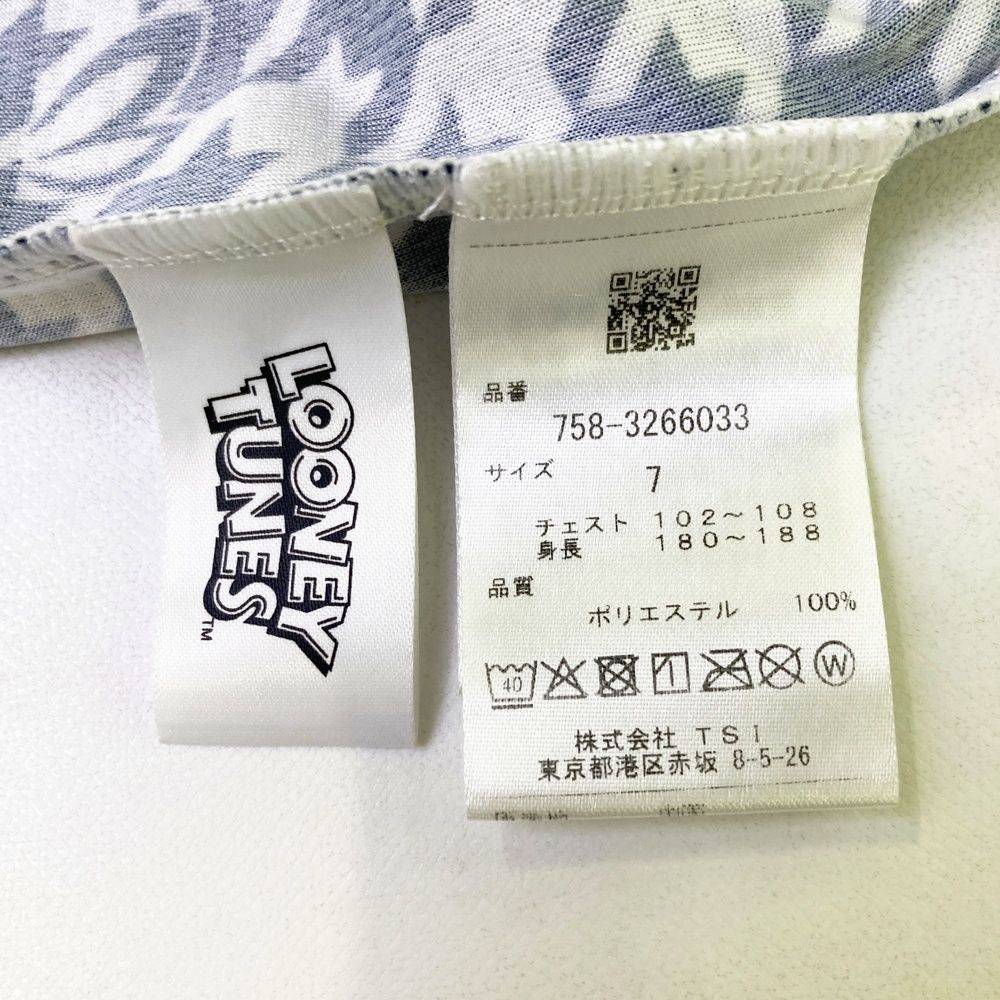 LOONEY
TUNES™
品番
758-3266033
サイズ 7
チェスト 102～108
身長 180～188
品質
ポリエステル 100%
40
W
株式会社 TSI
東京都港区赤坂 8-5-26